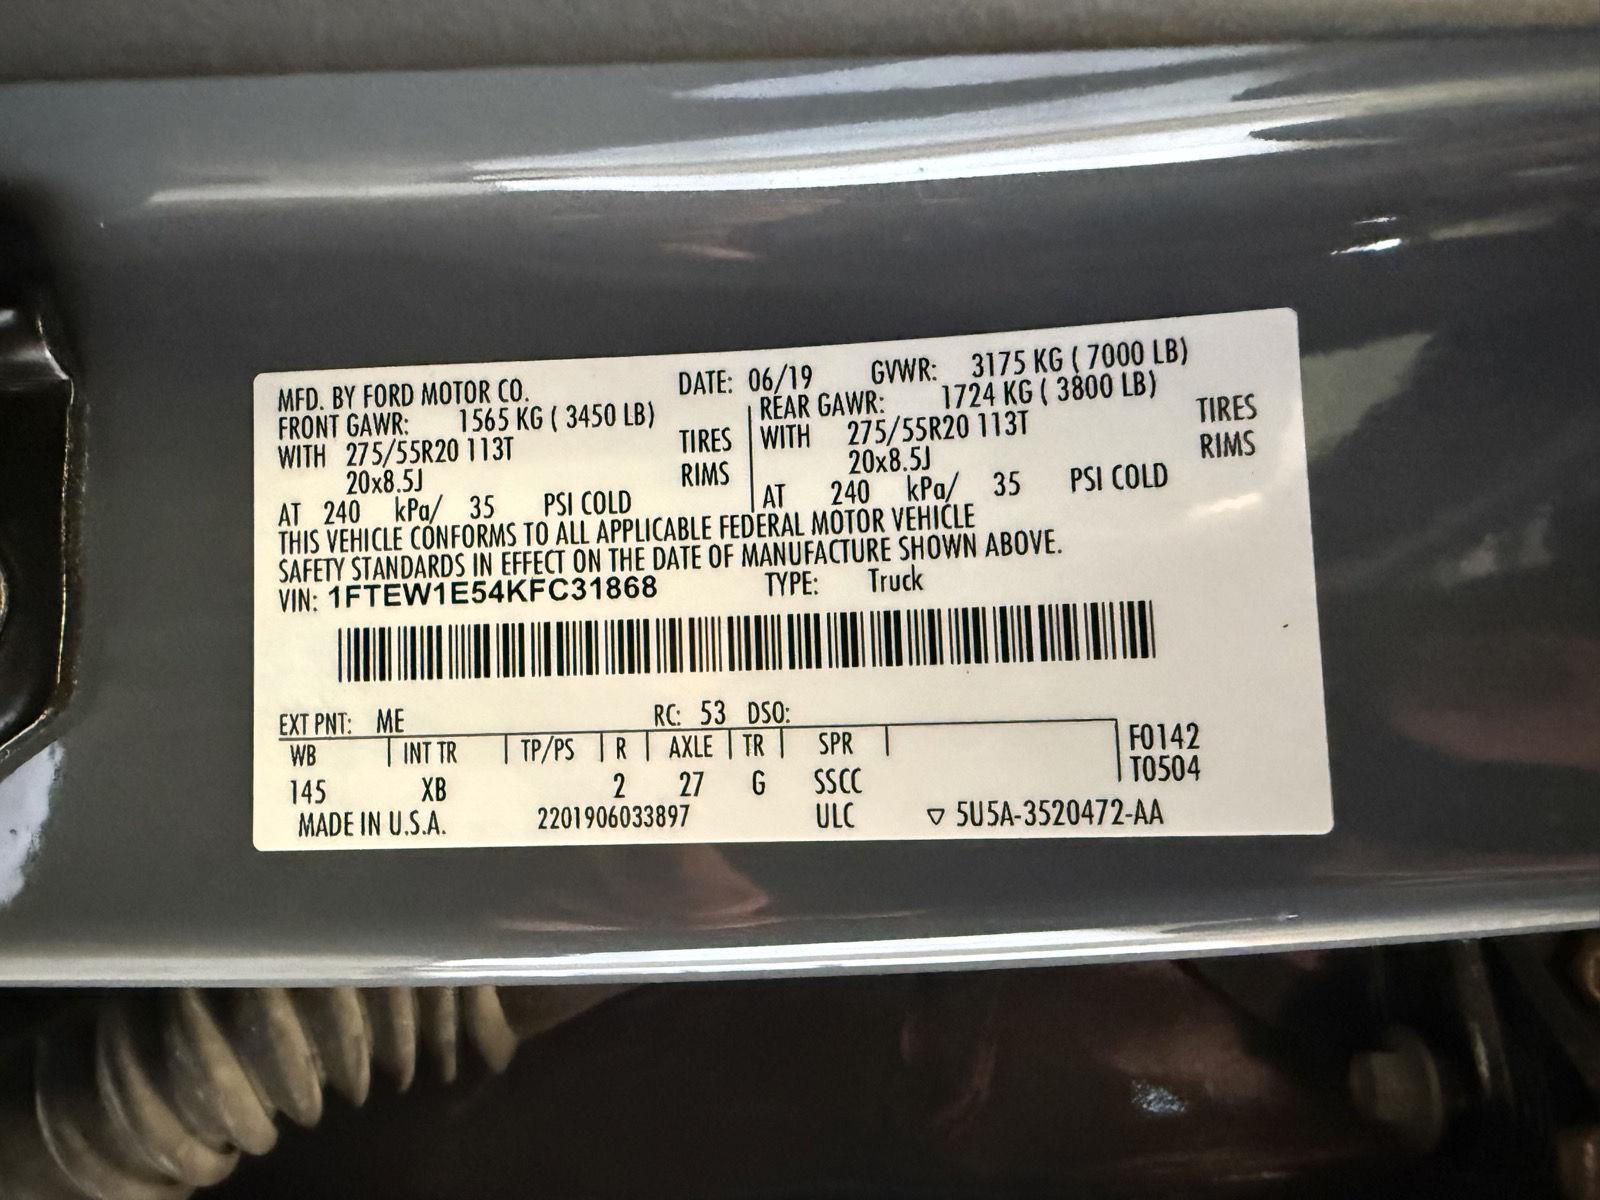 MFD. BY FORD MOTOR CO. DATE: 06/19 GVWR: 3175 KG ( 7000 LB)
FRONT GAWR: 1565 KG ( 3450 LB) REAR GAWR: 1724 KG ( 3800 LB)
WITH 275/55R20 113T TIRES WITH 275/55R20 113T TIRES
20x8.5J RIMS 20x8.5J RIMS
AT 240 kPa/ 35 PSI COLD AT 240 kPa/ 35 PSI COLD
THIS VEHICLE CONFORMS TO ALL APPLICABLE FEDERAL MOTOR VEHICLE
SAFETY STANDARDS IN EFFECT ON THE DATE OF MANUFACTURE SHOWN ABOVE.
VIN: 1FTEW1E54KFC31868 TYPE: Truck
EXT PNT: ME RC: 53 DSO:
WB INT TR TP/PS R AXLE TR SPR F0142
145 XB 2 27 G SSCC T0504
MADE IN U.S.A. 2201906033897 ULC ▽ 5U5A-3520472-AA